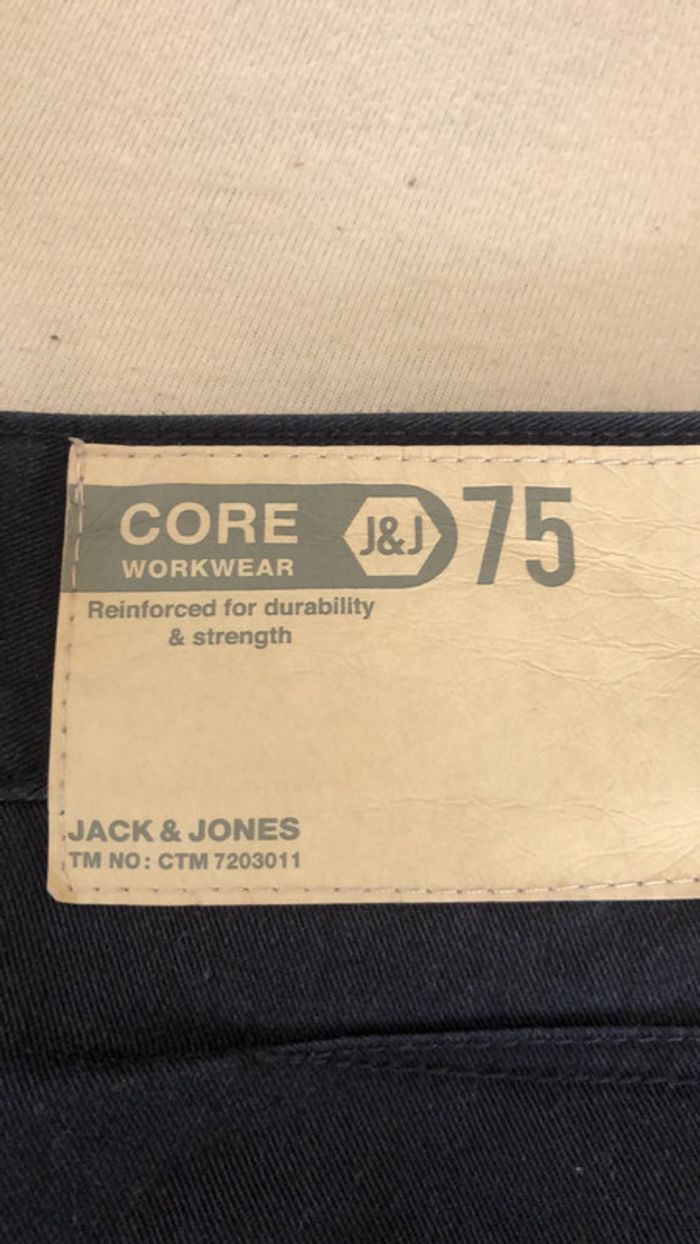 CORE
WORKWEAR
J&J
75
Reinforced for durability
& strength
JACK & JONES
TM NO: CTM 7203011